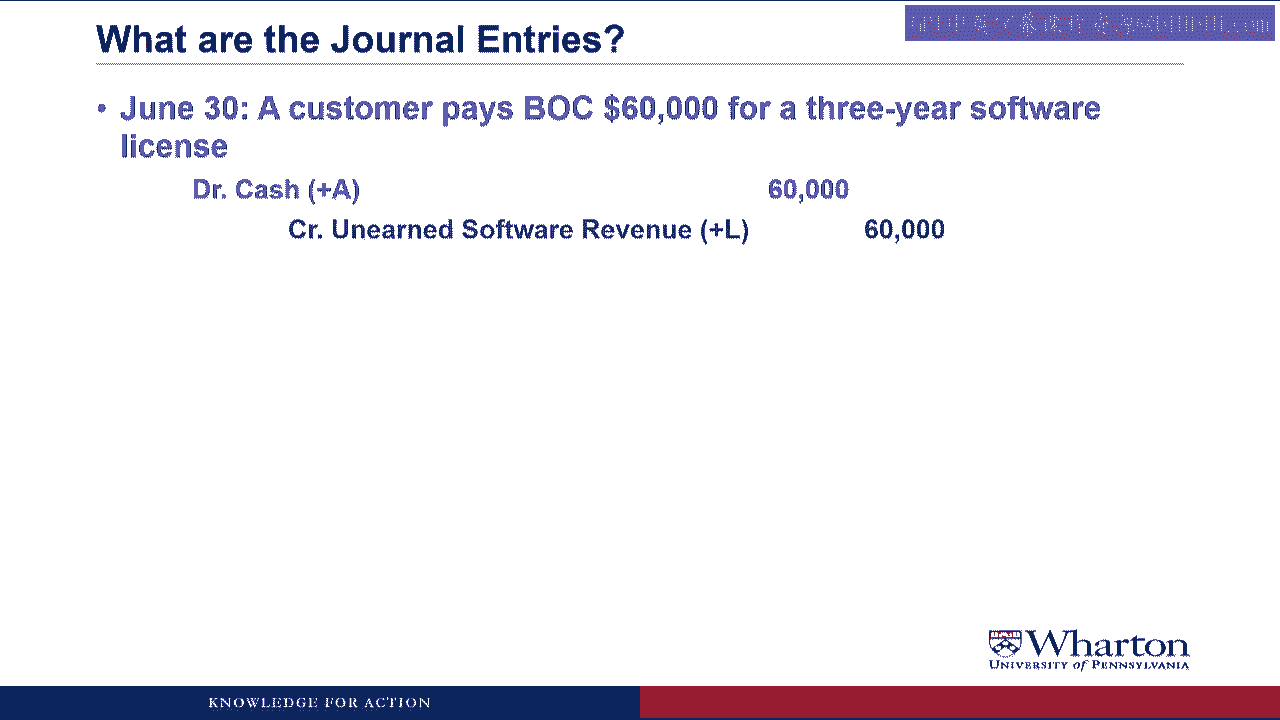 What are the Journal Entries?
• June 30: A customer pays BOC $60,000 for a three-year software
license
Dr. Cash (+A) 60,000
Cr. Unearned Software Revenue (+L) 60,000
Wharton
UNIVERSITY of PENNSYLVANIA
KNOWLEDGE FOR ACTION